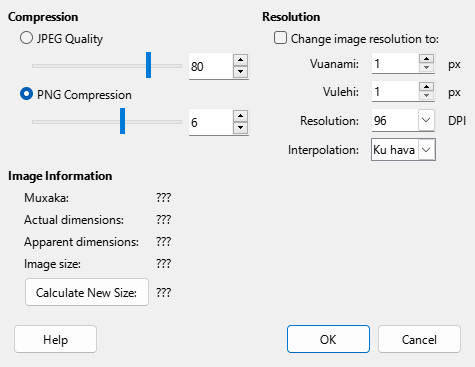 Compression
JPEG Quality
80
PNG Compression
6
Image Information
Muxaka: ???
Actual dimensions: ???
Apparent dimensions: ???
Image size: ???
Calculate New Size: ???
Resolution
Change image resolution to:
Vuanami: 1 px
Vulehi: 1 px
Resolution: 96 DPI
Interpolation: Ku hava
Help
OK
Cancel